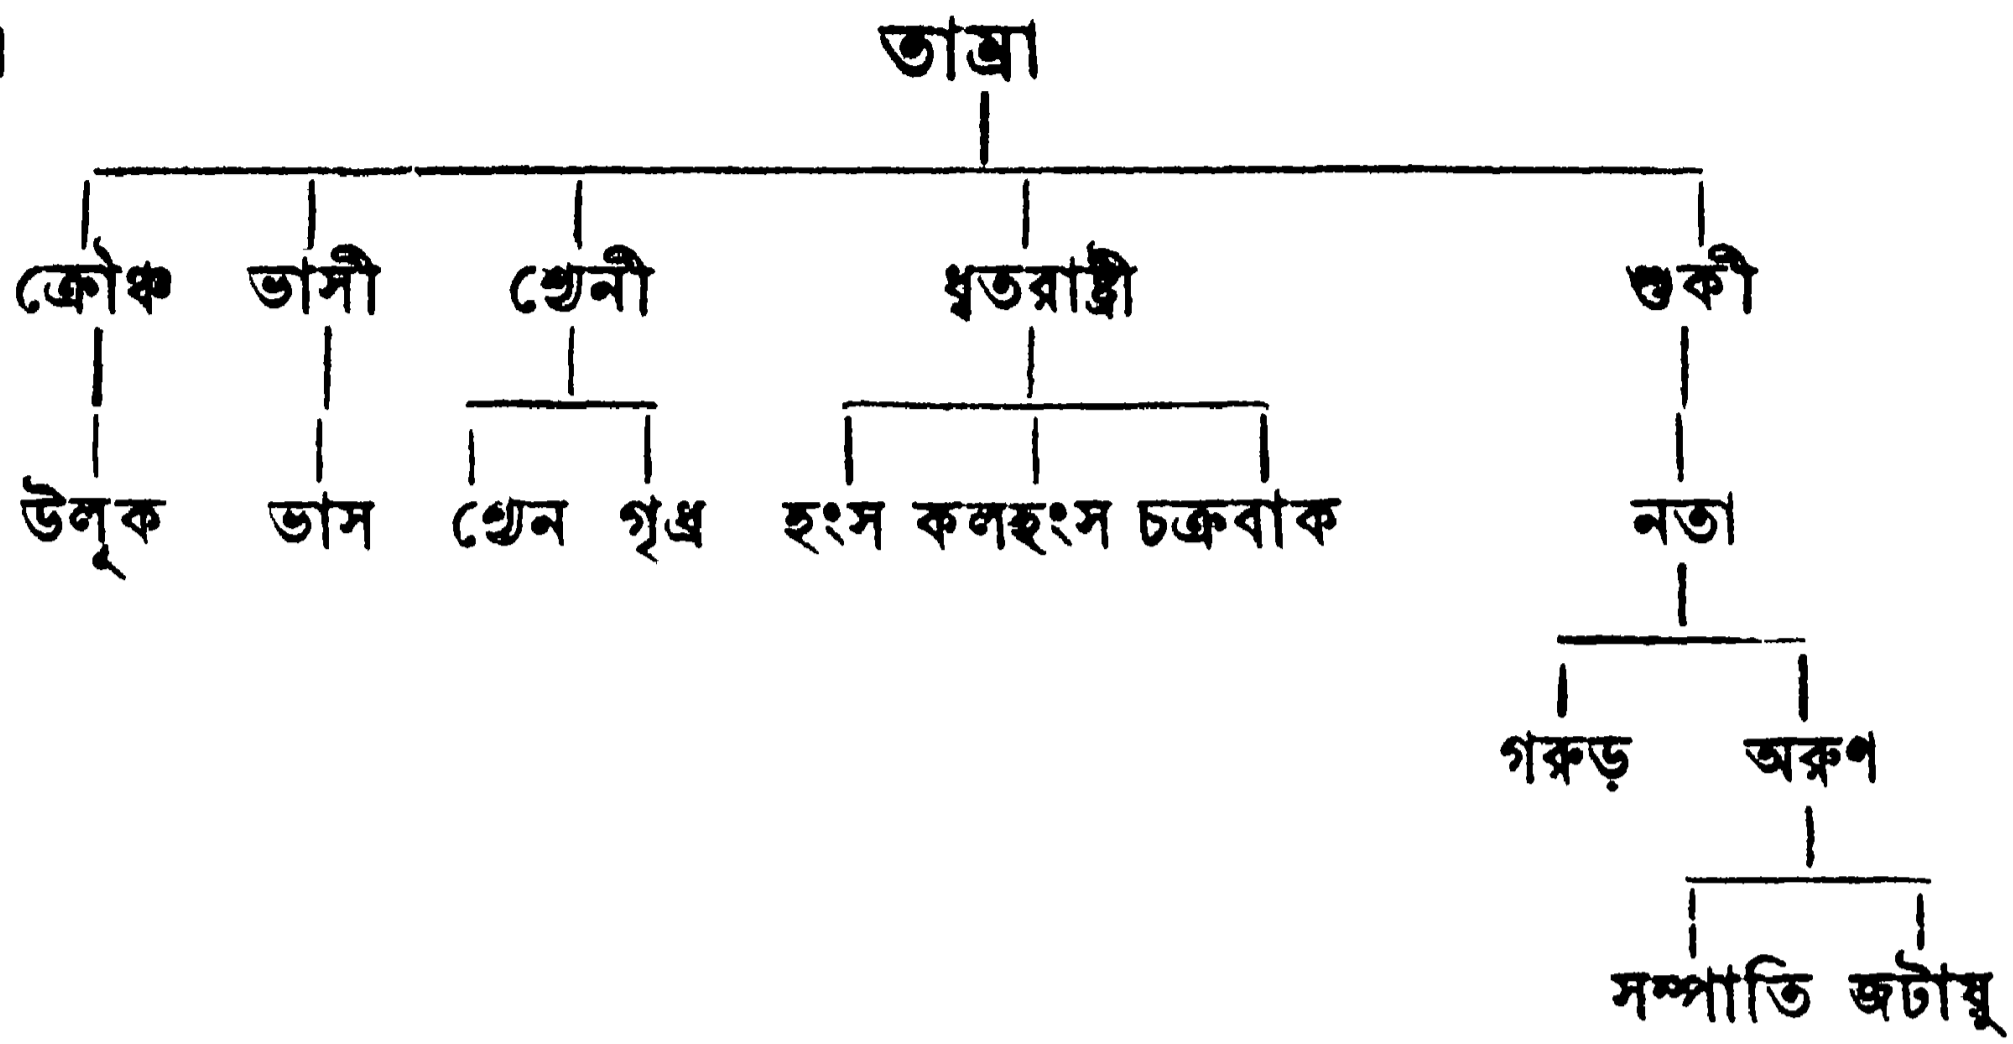 তাম্রা
ক্রৌঞ্চ ভাসী শ্যেনী ধৃতরাষ্ট্রী শুকী
উলূক ভাস শ্যেন গৃধ্র হংস কলহংস চক্রবাক নতা
গরুড় অরুণ
সম্পাতি জটায়ু